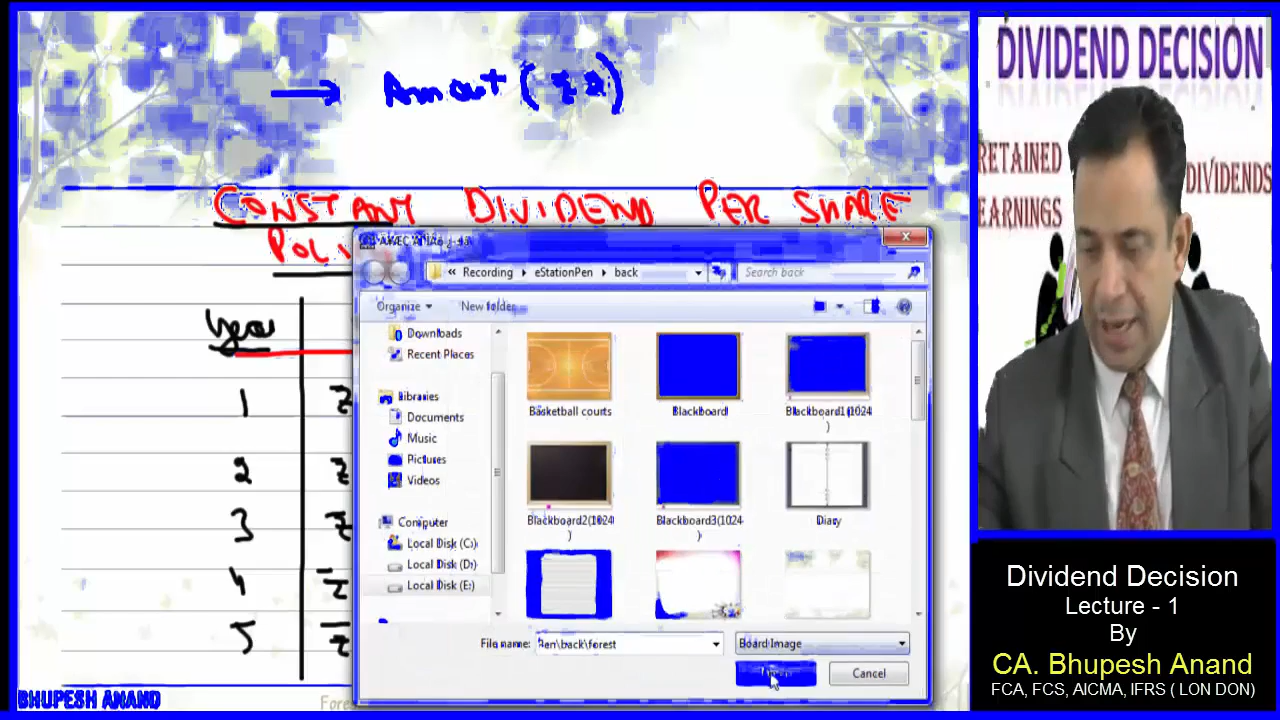 → Amount (
CONSTANT DIVIDEND PER SHARE
Year
1
2
3
4
5
BHUPESH ANAND
Recording eStationPen back
Search back
Organize
New folder
Downloads
Recent Places
Libraries
Documents
Music
Pictures
Videos
Computer
Local Disk (C:)
Local Disk (D:)
Local Disk (E:)
Basketball courts
Blackboard
Blackboard1(1024
)
Blackboard2(1024
)
Blackboard3(1024
)
Diary
File name:
\back\forest
Board Image
Cancel
DIVIDEND DECISION
RETAINED
EARNINGS
DIVIDENDS
Dividend Decision
Lecture - 1
By
CA. Bhupesh Anand
FCA, FCS, AICMA, IFRS ( LON DON)